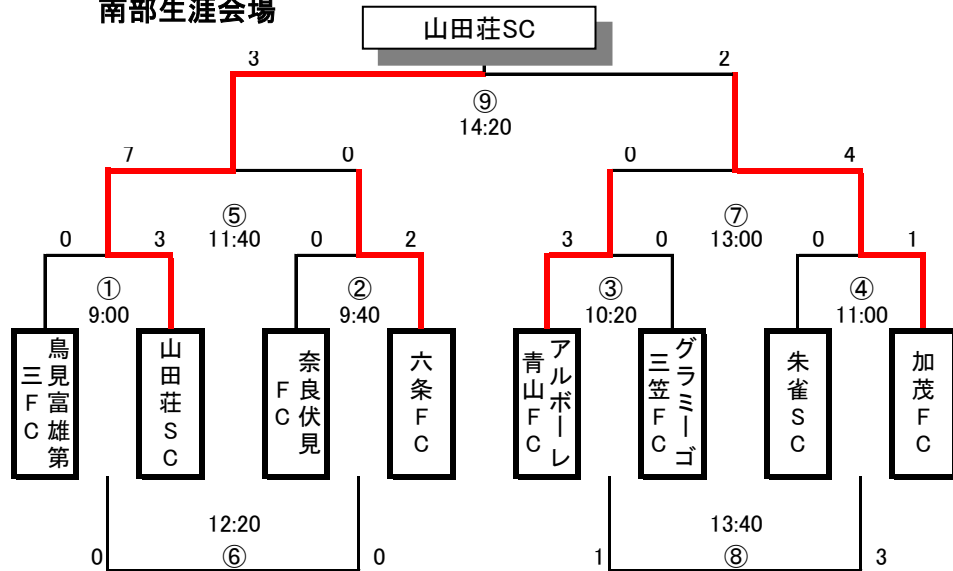 南部生涯会場
山田荘SC
3 2
⑨
14:20
7 0 0 4
⑤ ⑦
11:40 13:00
0 3 0 2 3 0 0 1
① ② ③ ④
9:00 9:40 10:20 11:00
鳥見富雄第
三FC
山田荘SC
奈良伏見
FC
六条FC
アルボーレ
青山FC
グラミーゴ
三笠FC
朱雀SC
加茂FC
12:20 13:40
0 ⑥ 0 1 ⑧ 3